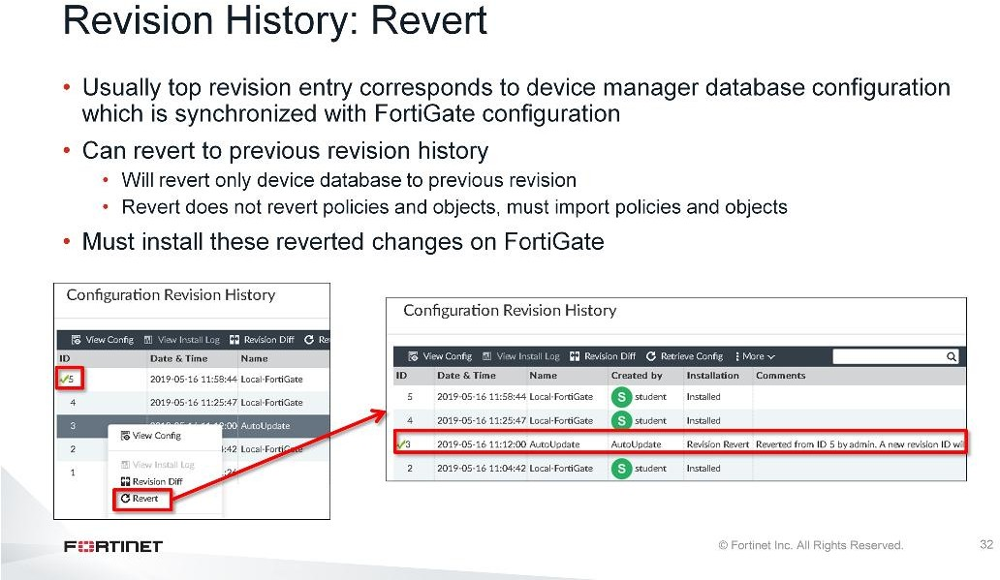 Revision History: Revert
• Usually top revision entry corresponds to device manager database configuration
which is synchronized with FortiGate configuration
• Can revert to previous revision history
• Will revert only device database to previous revision
• Revert does not revert policies and objects, must import policies and objects
• Must install these reverted changes on FortiGate
Configuration Revision History
View Config View Install Log Revision Diff Re
ID Date & Time Name
5 2019-05-16 11:58:44 Local-FortiGate
4 2019-05-16 11:25:47 Local-FortiGate
3 2019-05-16 11:12:00 AutoUpdate
2 :42 Local-FortiGate
1
View Config
View Install Log
Revision Diff
Revert
Configuration Revision History
View Config View Install Log Revision Diff Retrieve Config More
ID Date & Time Name Created by Installation Comments
5 2019-05-16 11:58:44 Local-FortiGate S student Installed
4 2019-05-16 11:25:47 Local-FortiGate S student Installed
3 2019-05-16 11:12:00 AutoUpdate AutoUpdate Revision Revert Reverted from ID 5 by admin. A new revision ID wi
2 2019-05-16 11:04:42 Local-FortiGate S student Installed
FORTINET
© Fortinet Inc. All Rights Reserved.
32